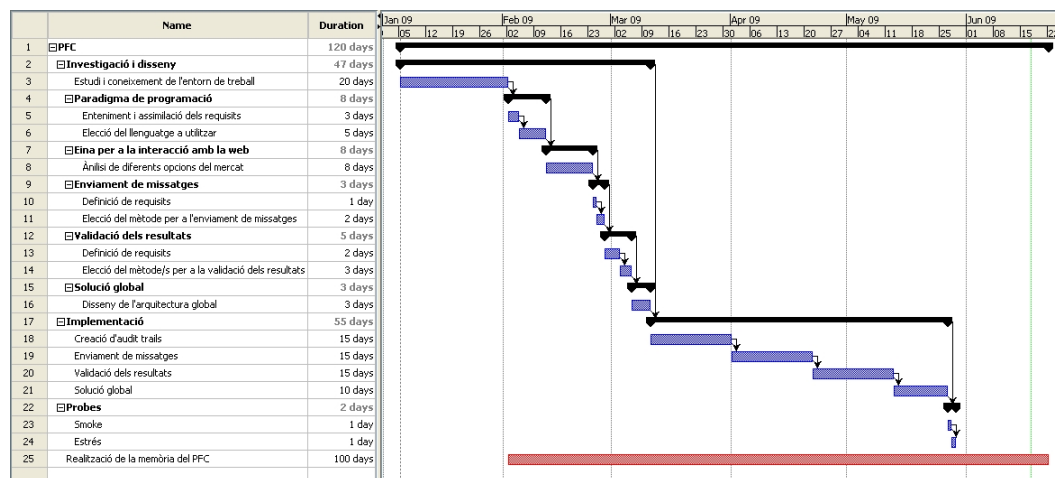 Name Duration Jan 09 Feb 09 Mar 09 Apr 09 May 09 Jun 09
05 12 19 26 02 09 16 23 02 09 16 23 30 06 13 20 27 04 11 18 25 01 08 15 22
1 PFC 120 days
2 Investigació i disseny 47 days
3 Estudi i coneixement de l'entorn de treball 20 days
4 Paradigma de programació 8 days
5 Enteniment i assimilació dels requisits 3 days
6 Elecció del llenguatge a utilitzar 5 days
7 Eina per a la interacció amb la web 8 days
8 Ànilisi de diferents opcions del mercat 8 days
9 Enviament de missatges 3 days
10 Definició de requisits 1 day
11 Elecció del mètode per a l'enviament de missatges 2 days
12 Validació dels resultats 5 days
13 Definició de requisits 2 days
14 Elecció del mètode/s per a la validació dels resultats 3 days
15 Solució global 3 days
16 Disseny de l'arquitectura global 3 days
17 Implementació 55 days
18 Creació d'audit trails 15 days
19 Enviament de missatges 15 days
20 Validació dels resultats 15 days
21 Solució global 10 days
22 Probes 2 days
23 Smoke 1 day
24 Estrés 1 day
25 Realització de la memòria del PFC 100 days